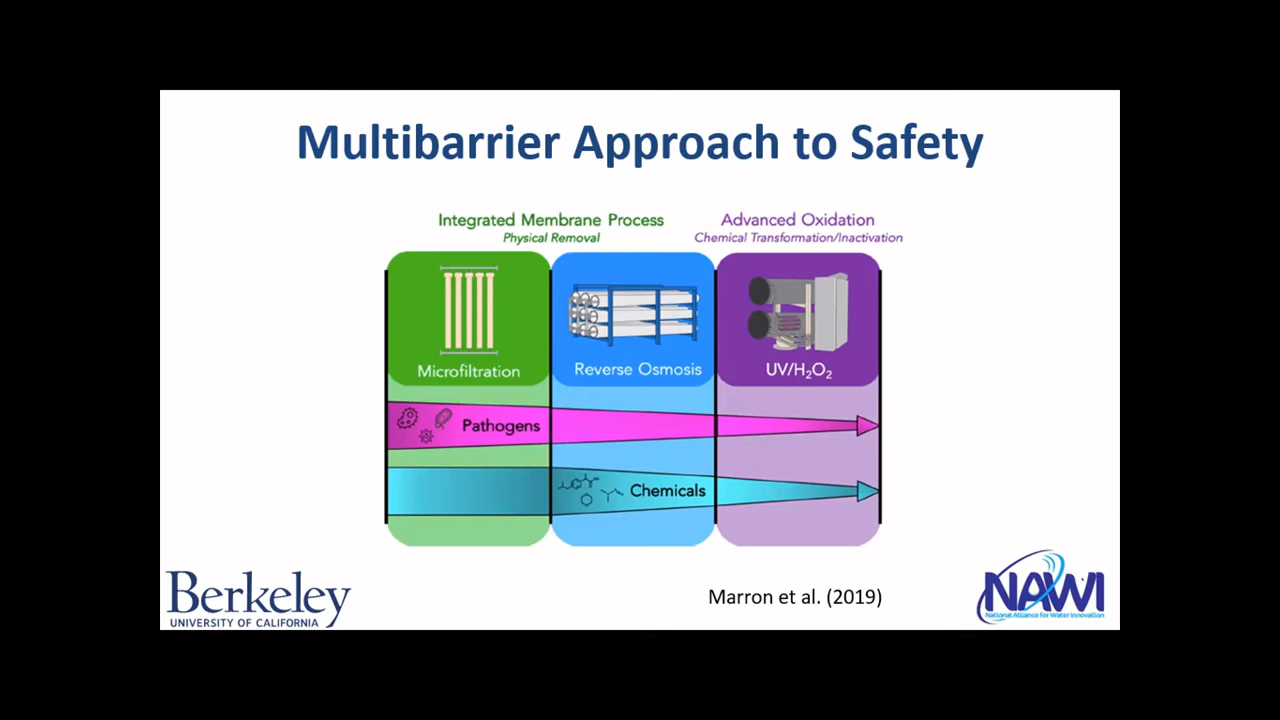 Multibarrier Approach to Safety
Integrated Membrane Process
Physical Removal
Advanced Oxidation
Chemical Transformation/Inactivation
Microfiltration
Reverse Osmosis
UV/H₂O₂
Pathogens
Chemicals
Marron et al. (2019)
Berkeley
UNIVERSITY OF CALIFORNIA
NAWI
National Alliance for Water Innovation